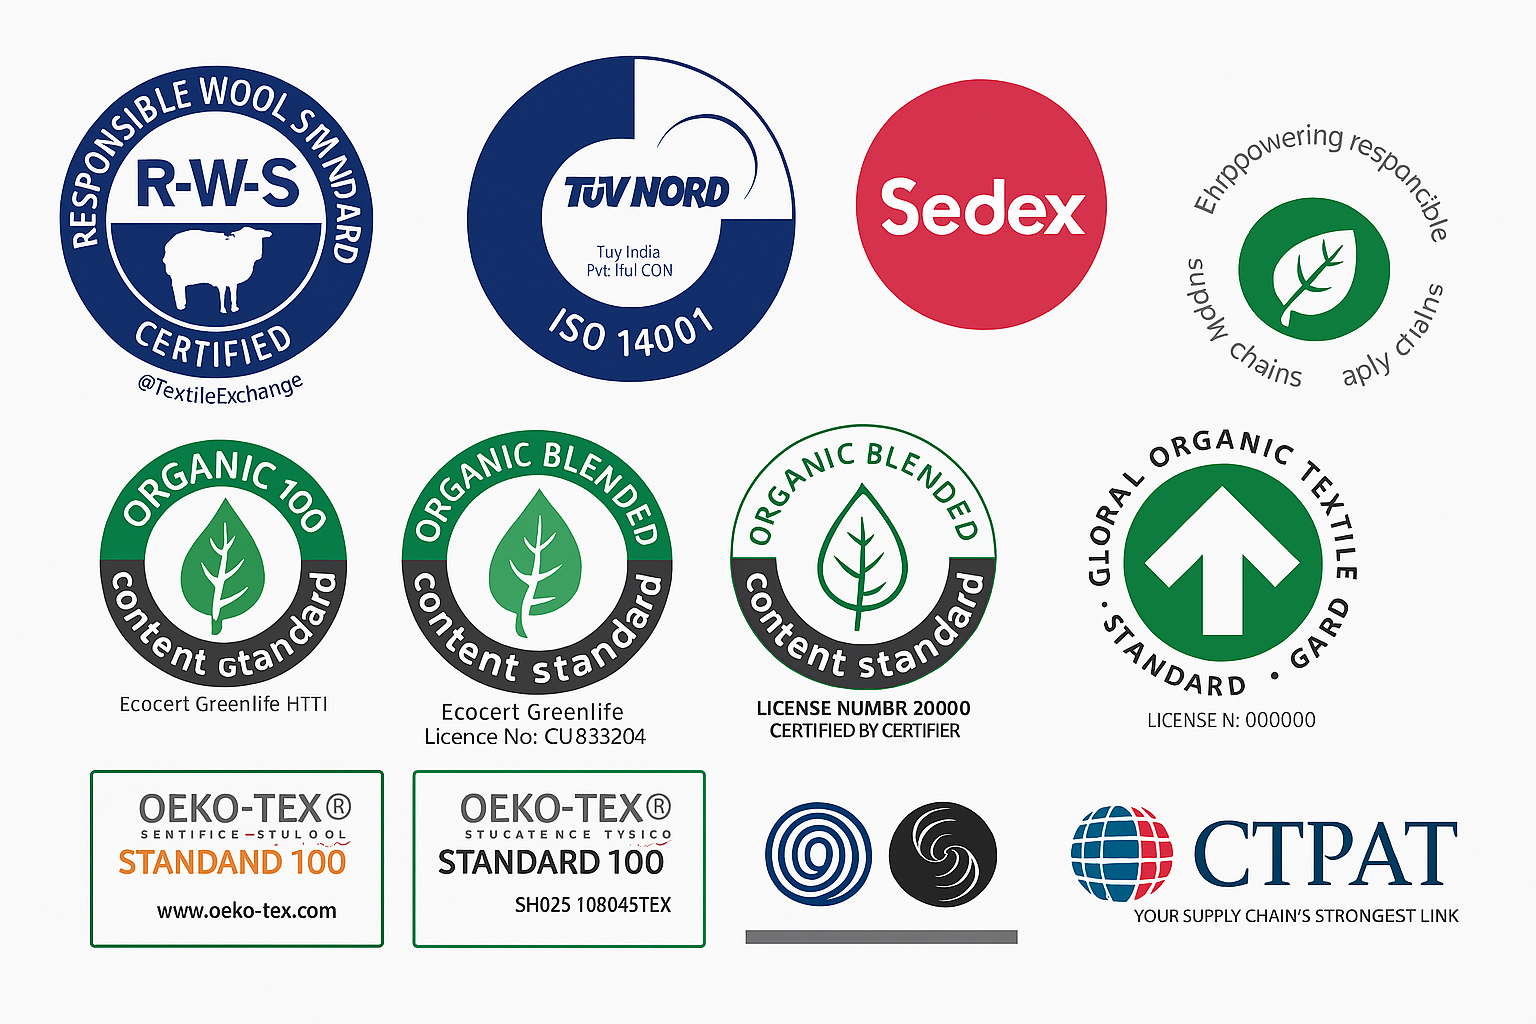 RESPONSIBLE WOOL SMNDARD
R-W-S
CERTIFIED
@TextileExchange
TÜV NORD
Tuy India
Pvt: Iful CON
ISO 14001
Sedex
Ehrppowering respancible
supply chains
aply chalns
ORGANIC 100
content Gtandard
Ecocert Greenlife HTTI
ORGANIC BLENDED
content standard
Ecocert Greenlife
Licence No: CU833204
ORGANIC BLENDED
content standard
LICENSE NUMBR 20000
CERTIFIED BY CERTIFIER
GLORAL ORGANIC TEXTILE
· STANDARD · GARD
LICENSE N: 000000
OEKO-TEX®
SENTIFICE-STULOOL
STANDAND 100
www.oeko-tex.com
OEKO-TEX®
STUCATENCE TYSICO
STANDARD 100
SH025 108045TEX
CTPAT
YOUR SUPPLY CHAIN'S STRONGEST LINK